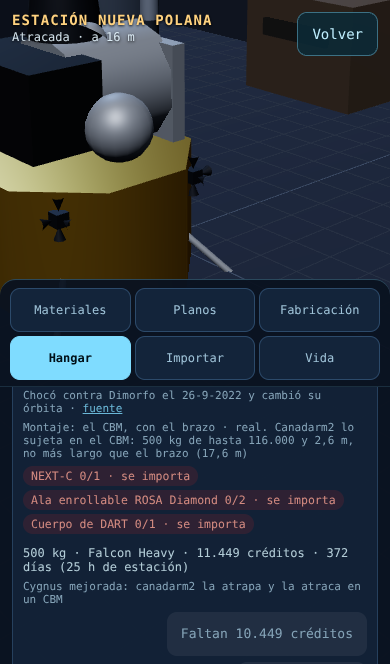 ESTACIÓN NUEVA POLANA
Atracada · a 16 m
Volver
Materiales
Planos
Fabricación
Hangar
Importar
Vida
Chocó contra Dimorfo el 26-9-2022 y cambió su
órbita · fuente
Montaje: el CBM, con el brazo · real. Canadarm2 lo
sujeta en el CBM: 500 kg de hasta 116.000 y 2,6 m,
no más largo que el brazo (17,6 m)
NEXT-C 0/1 · se importa
Ala enrollable ROSA Diamond 0/2 · se importa
Cuerpo de DART 0/1 · se importa
500 kg · Falcon Heavy · 11.449 créditos · 372
días (25 h de estación)
Cygnus mejorada: canadarm2 la atrapa y la atraca en
un CBM
Faltan 10.449 créditos